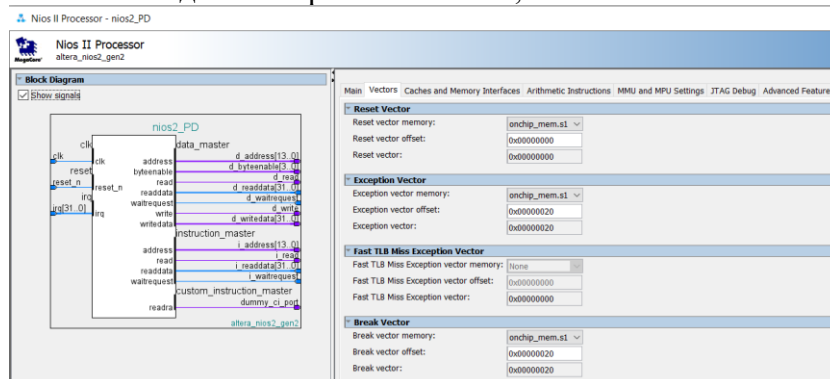 Nios II Processor - nios2_PD
Nios II Processor
MegaCore
altera_nios2_gen2
Block Diagram
Show signals
nios2_PD
clk
data_master
clk
clk
address
d_address[13..0]
reset
byteenable
d_byteenable[3..0]
reset_n
reset_n
read
d_read
irq
readdata
d_readdata[31..0]
irq[31..0]
irq
waitrequest
d_waitrequest
write
d_write
writedata
d_writedata[31..0]
instruction_master
address
i_address[13..0]
read
i_read
readdata
i_readdata[31..0]
waitrequest
i_waitrequest
custom_instruction_master
readra
dummy_ci_port
altera_nios2_gen2
Main Vectors Caches and Memory Interfaces Arithmetic Instructions MMU and MPU Settings JTAG Debug Advanced Feature
Reset Vector
Reset vector memory: onchip_mem.s1
Reset vector offset: 0x00000000
Reset vector: 0x00000000
Exception Vector
Exception vector memory: onchip_mem.s1
Exception vector offset: 0x00000020
Exception vector: 0x00000020
Fast TLB Miss Exception Vector
Fast TLB Miss Exception vector memory: None
Fast TLB Miss Exception vector offset: 0x00000000
Fast TLB Miss Exception vector: 0x00000000
Break Vector
Break vector memory: onchip_mem.s1
Break vector offset: 0x00000020
Break vector: 0x00000020